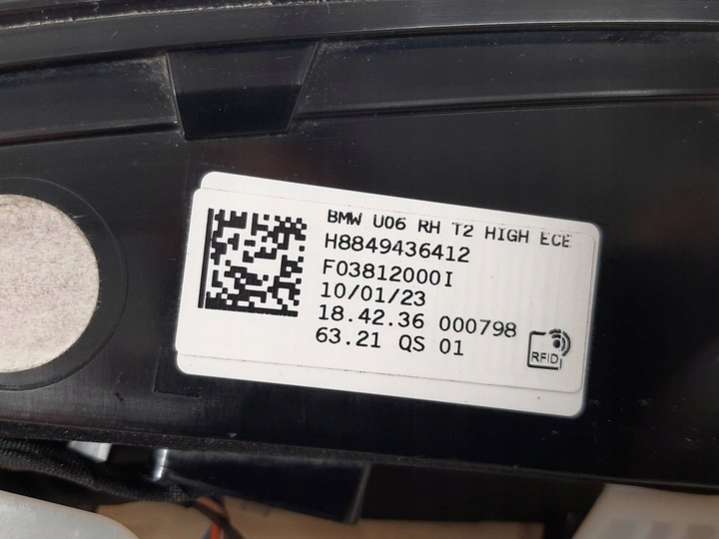 BMW U06 RH T2 HIGH ECE
H8849436412
F03812000I
10/01/23
18.42.36 000798
63.21 QS 01
RFID